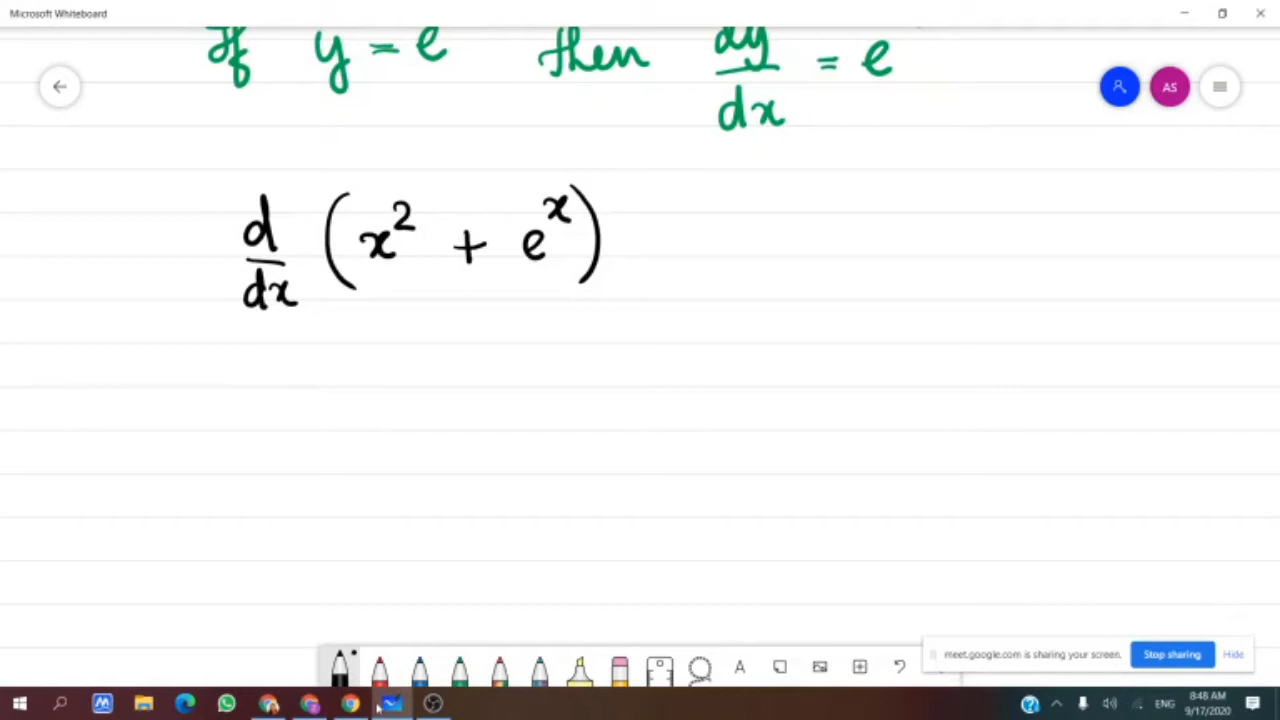 Microsoft Whiteboard
If y = e then dy/dx = e
AS
d/dx (x² + eˣ)
A
meet.google.com is sharing your screen. Stop sharing Hide
ENG 8:48 AM
9/17/2020